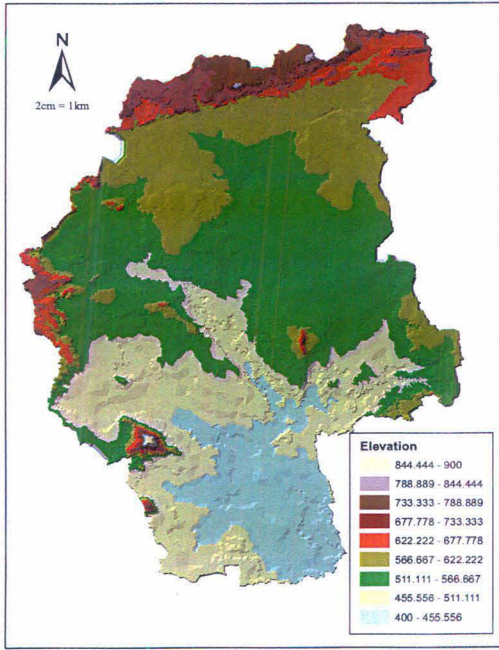 N
2cm = 1km
Elevation
844.444 - 900
788.889 - 844.444
733.333 - 788.889
677.778 - 733.333
622.222 - 677.778
566.667 - 622.222
511.111 - 566.667
455.556 - 511.111
400 - 455.556